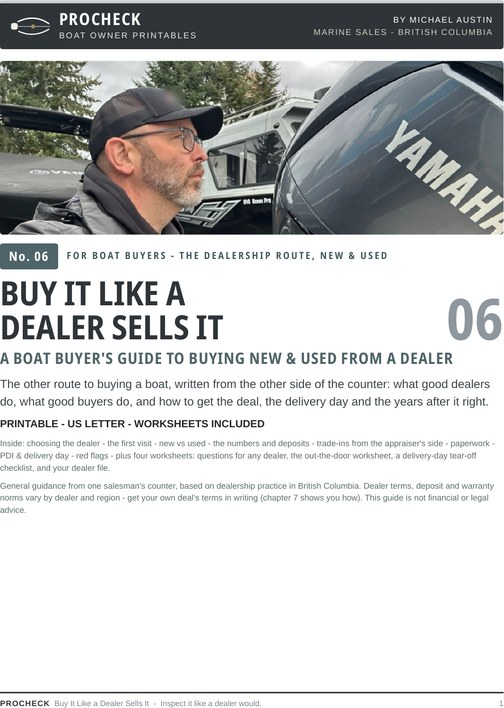 PROCHECK
BOAT OWNER PRINTABLES
BY MICHAEL AUSTIN
MARINE SALES - BRITISH COLUMBIA
YAMAHA
No. 06
FOR BOAT BUYERS - THE DEALERSHIP ROUTE, NEW & USED
BUY IT LIKE A
DEALER SELLS IT
06
A BOAT BUYER'S GUIDE TO BUYING NEW & USED FROM A DEALER
The other route to buying a boat, written from the other side of the counter: what good dealers
do, what good buyers do, and how to get the deal, the delivery day and the years after it right.
PRINTABLE - US LETTER - WORKSHEETS INCLUDED
Inside: choosing the dealer - the first visit - new vs used - the numbers and deposits - trade-ins from the appraiser's side - paperwork -
PDI & delivery day - red flags - plus four worksheets: questions for any dealer, the out-the-door worksheet, a delivery-day tear-off
checklist, and your dealer file.
General guidance from one salesman's counter, based on dealership practice in British Columbia. Dealer terms, deposit and warranty
norms vary by dealer and region - get your own deal's terms in writing (chapter 7 shows you how). This guide is not financial or legal
advice.
PROCHECK Buy It Like a Dealer Sells It - Inspect it like a dealer would.
1